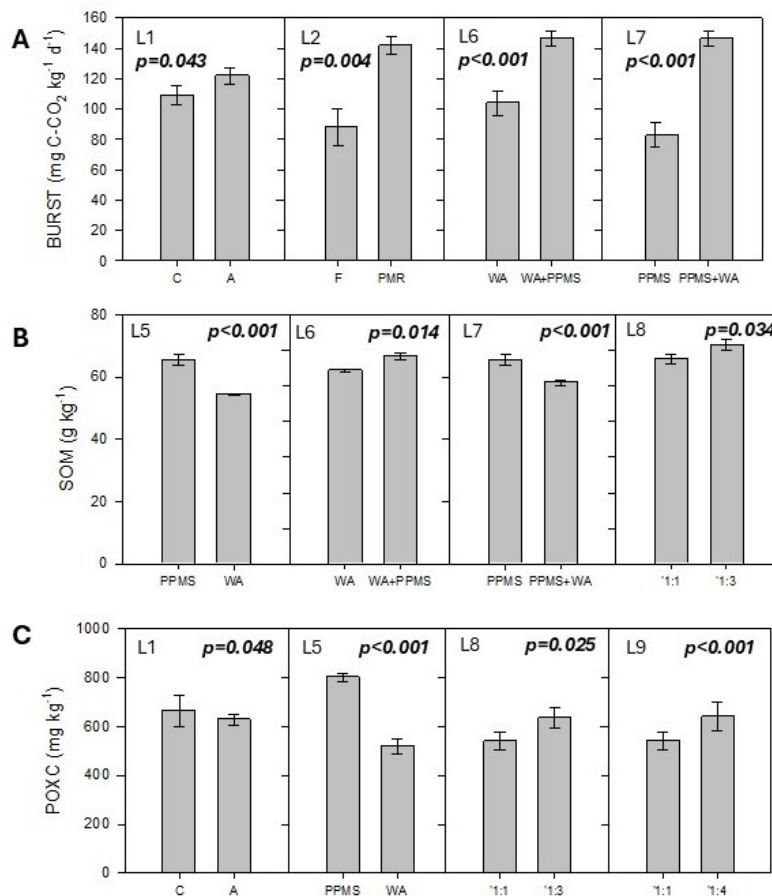 A
BURST (mg C-CO₂ kg⁻¹ d⁻¹)
160
140
120
100
80
60
40
20
0
L1
p=0.043
C A
L2
p=0.004
F PMR
L6
p<0.001
WA WA+PPMS
L7
p<0.001
PPMS PPMS+WA
B
SOM (g kg⁻¹)
80
60
40
20
0
L5 p<0.001
PPMS WA
L6 p=0.014
WA WA+PPMS
L7 p<0.001
PPMS PPMS+WA
L8 p=0.034
'1:1 '1:3
C
POXC (mg kg⁻¹)
1000
800
600
400
200
0
L1 p=0.048
C A
L5 p<0.001
PPMS WA
L8 p=0.025
'1:1 '1:3
L9 p<0.001
'1:1 '1:4